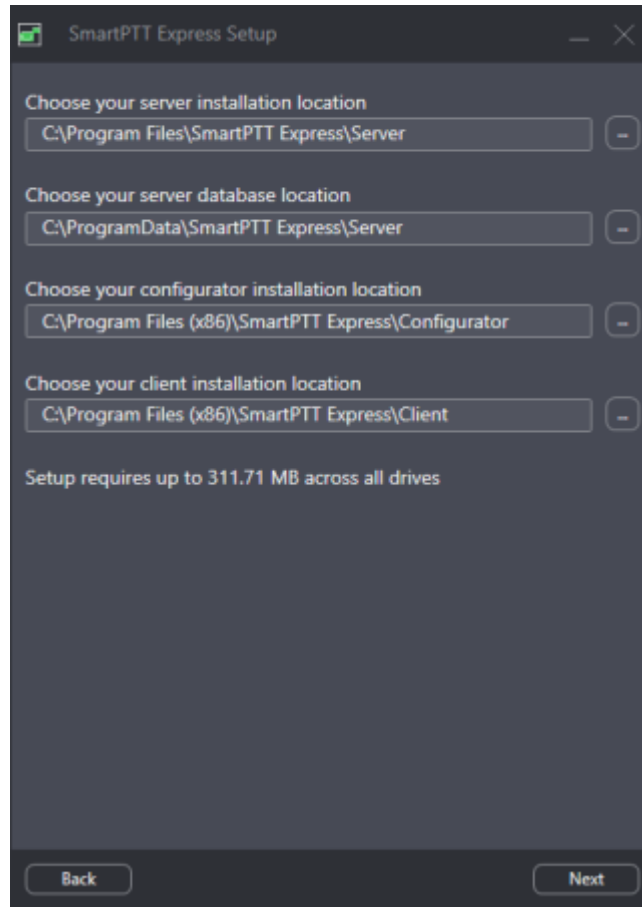 SmartPTT Express Setup
Choose your server installation location
C:\Program Files\SmartPTT Express\Server
...
Choose your server database location
C:\ProgramData\SmartPTT Express\Server
...
Choose your configurator installation location
C:\Program Files (x86)\SmartPTT Express\Configurator
...
Choose your client installation location
C:\Program Files (x86)\SmartPTT Express\Client
...
Setup requires up to 311.71 MB across all drives
Back Next